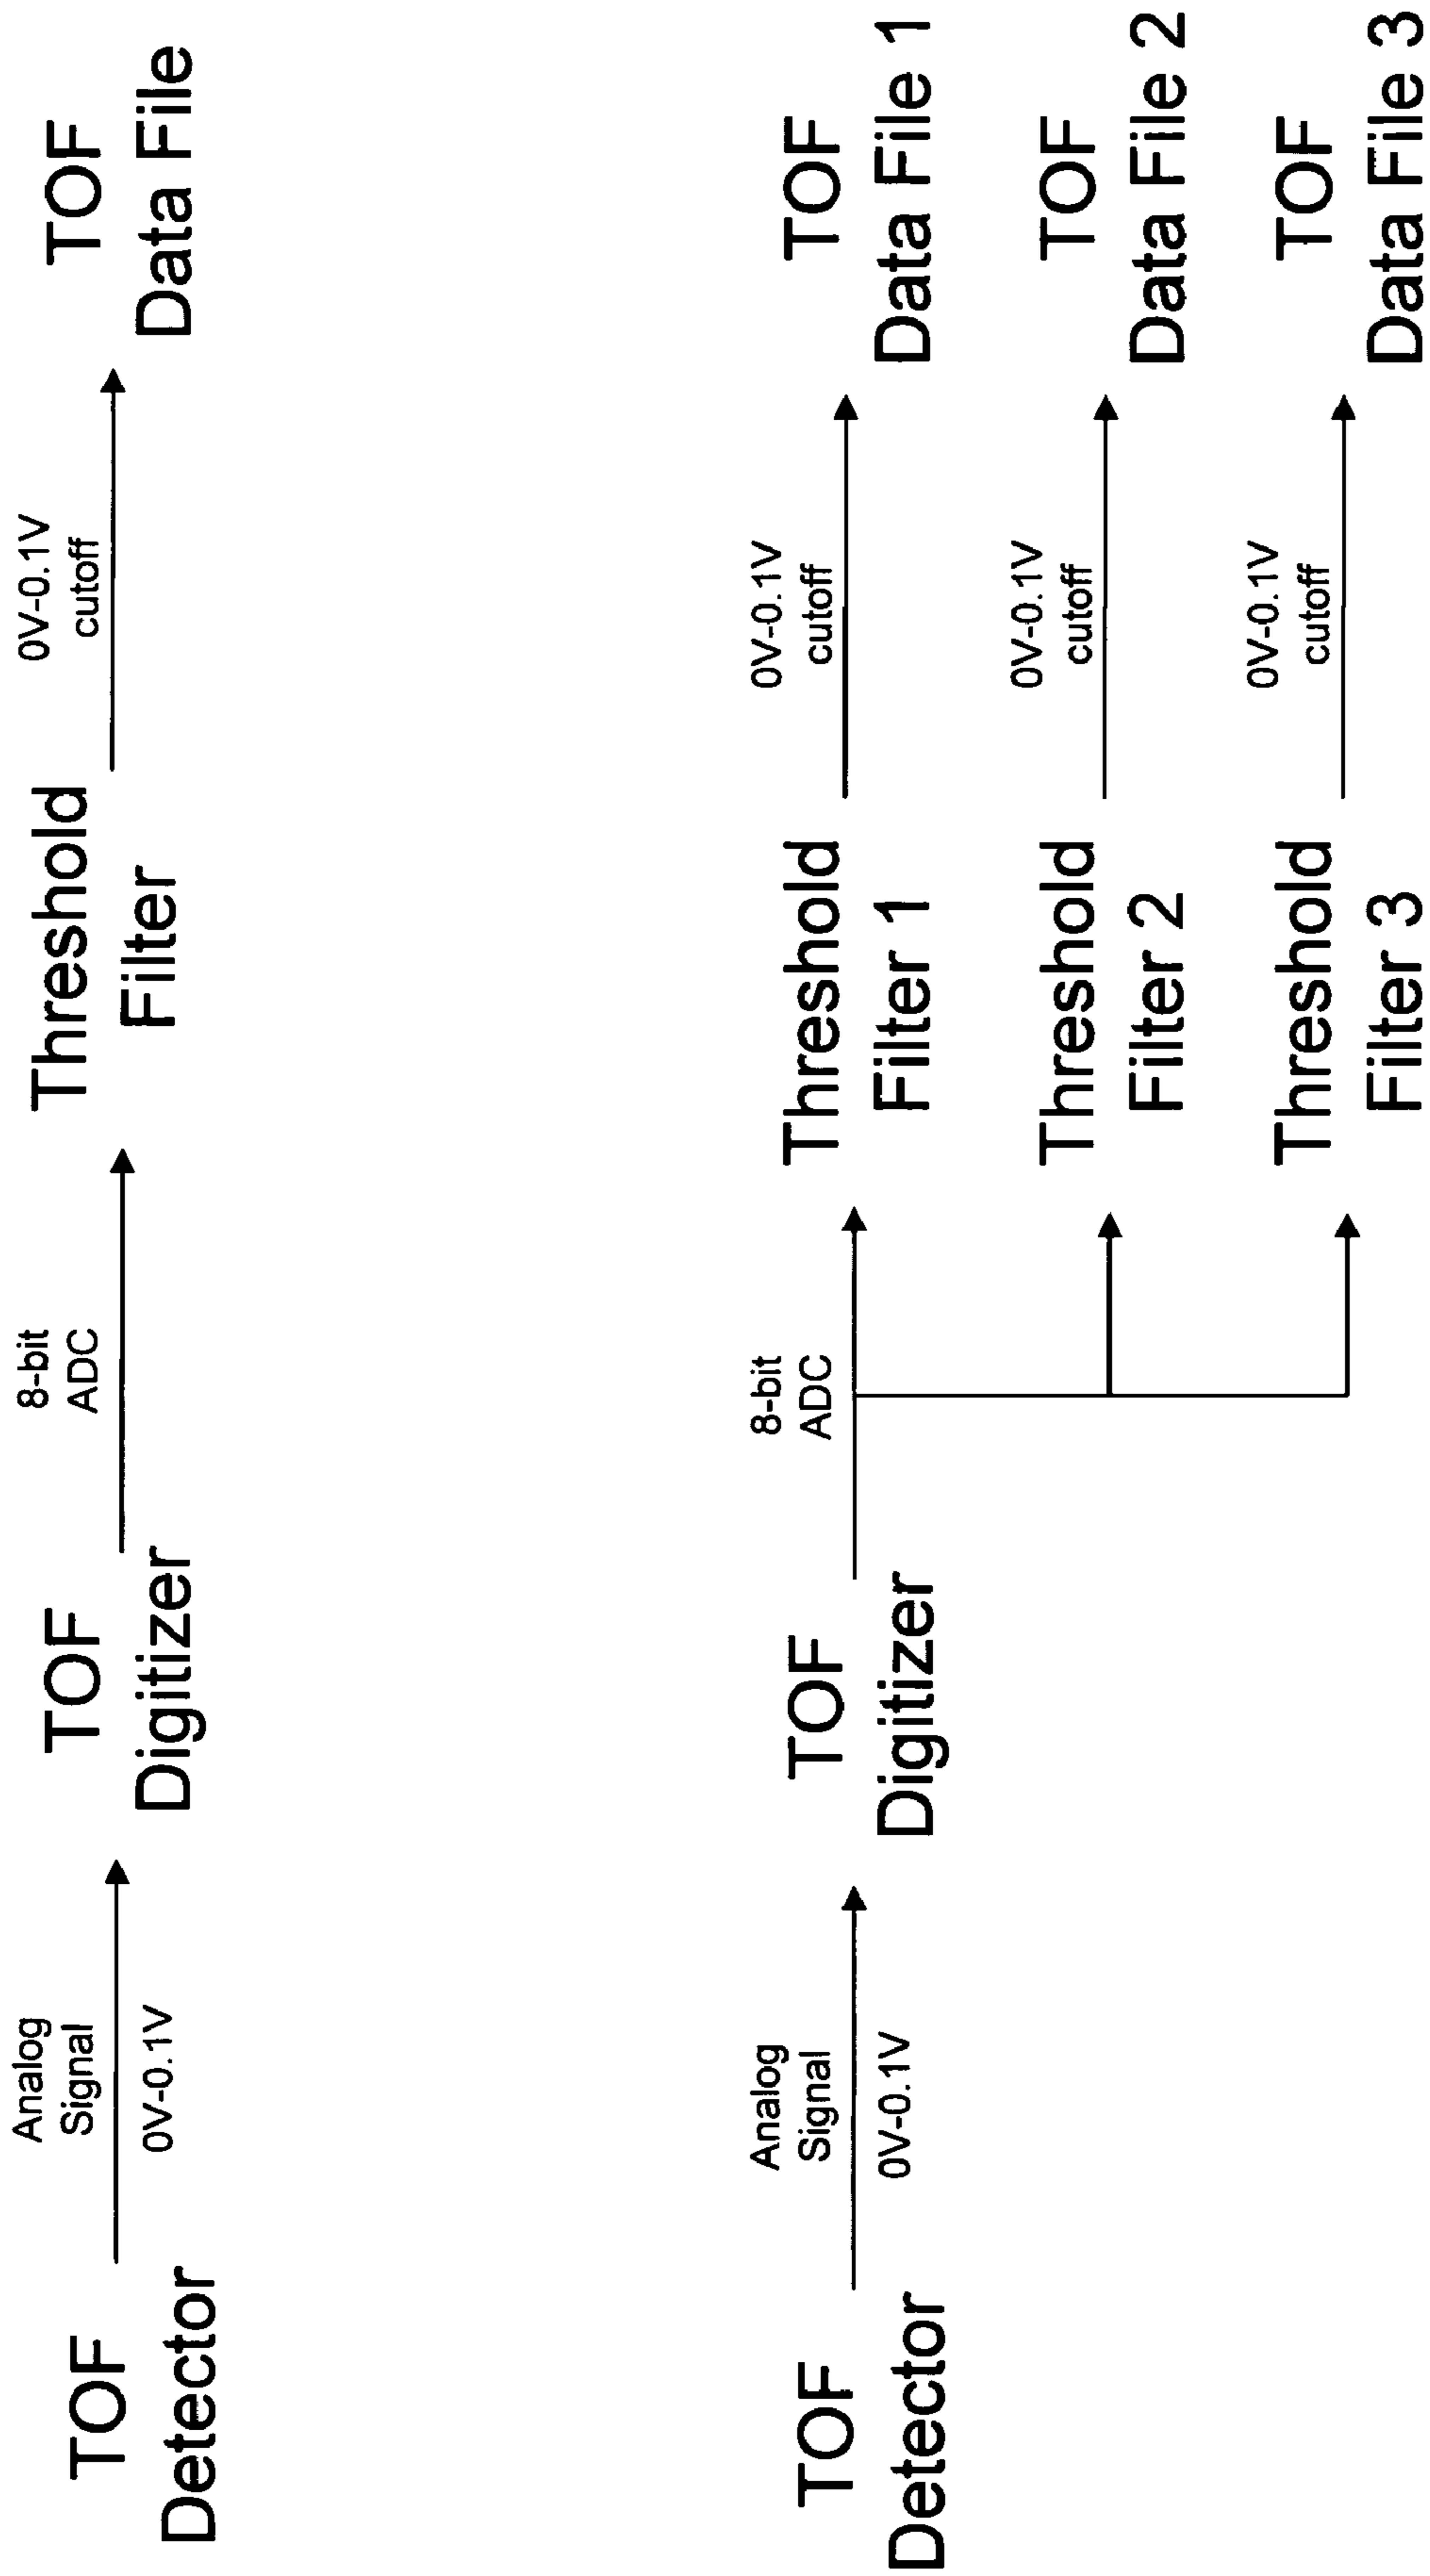 TOF
Detector
Analog
Signal
0V-0.1V
TOF
Digitizer
8-bit
ADC
Threshold
Filter
0V-0.1V
cutoff
TOF
Data File
TOF
Detector
Analog
Signal
0V-0.1V
TOF
Digitizer
8-bit
ADC
Threshold
Filter 1
0V-0.1V
cutoff
TOF
Data File 1
Threshold
Filter 2
0V-0.1V
cutoff
TOF
Data File 2
Threshold
Filter 3
0V-0.1V
cutoff
TOF
Data File 3